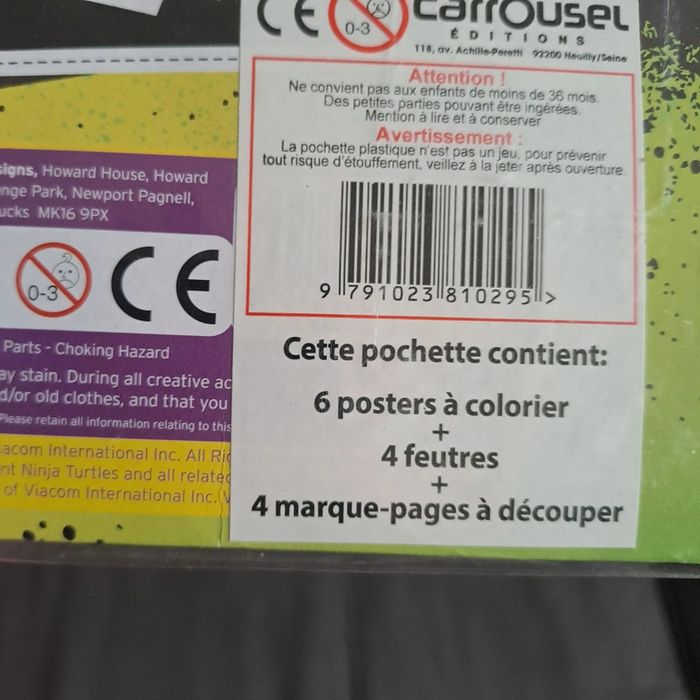 CE
0-3
Carrousel
ÉDITIONS
118, av. Achille-Peretti 92200 Neuilly/Seine
Attention !
Ne convient pas aux enfants de moins de 36 mois.
Des petites parties pouvant être ingérées.
Mention à lire et à conserver
Avertissement :
La pochette plastique n'est pas un jeu, pour prévenir
tout risque d'étouffement, veillez à la jeter après ouverture.
9 791023 810295 >
Cette pochette contient:
6 posters à colorier
+
4 feutres
+
4 marque-pages à découper
signs, Howard House, Howard
nge Park, Newport Pagnell,
ucks MK16 9PX
0-3
CE
Parts - Choking Hazard
ay stain. During all creative ac
d/or old clothes, and that you
Please retain all information relating to this
acom International Inc. All Rig
nt Ninja Turtles and all related
of Viacom International Inc. V